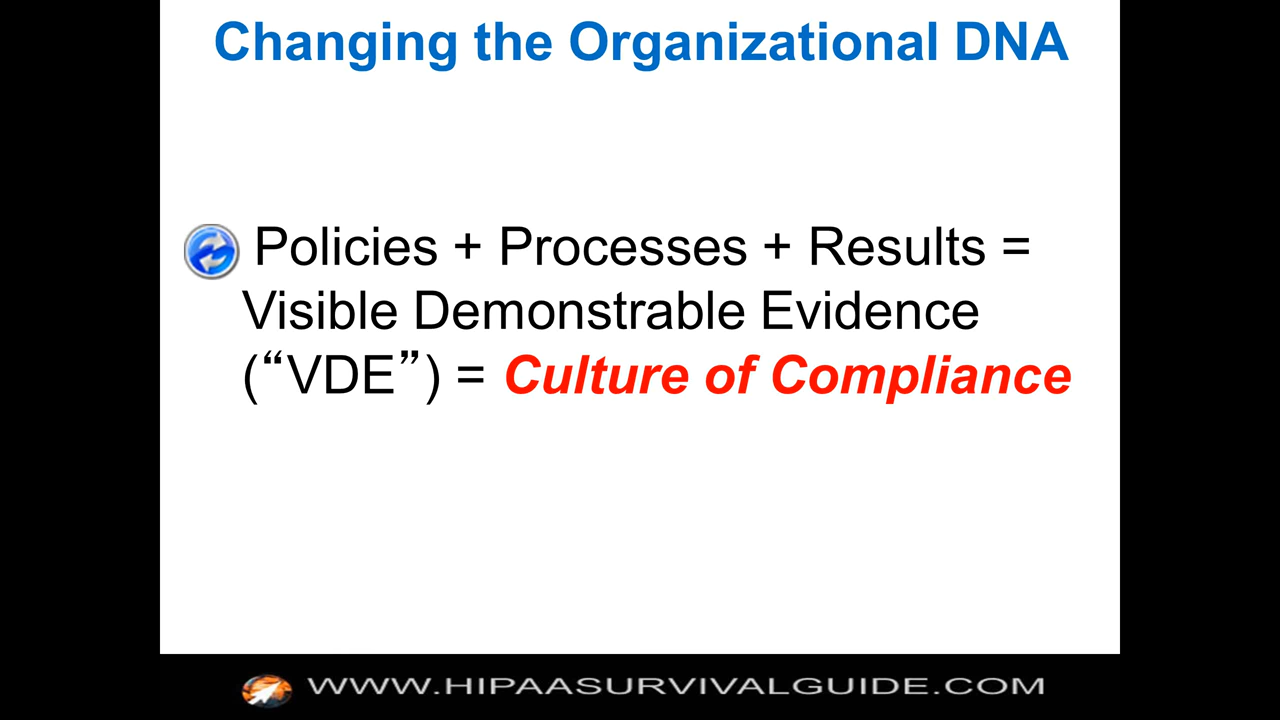 Changing the Organizational DNA
Policies + Processes + Results =
Visible Demonstrable Evidence
(“VDE”) = Culture of Compliance
WWW.HIPAASURVIVALGUIDE.COM